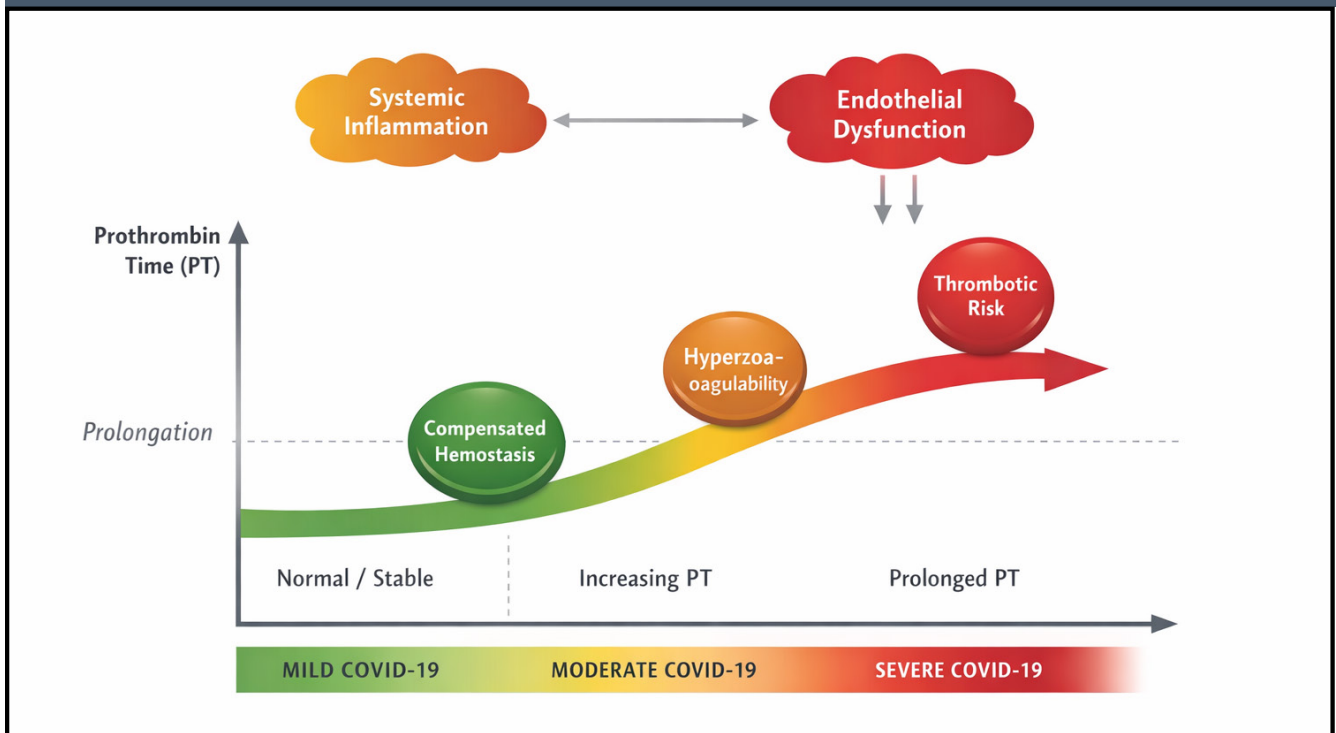 Systemic
Inflammation
Endothelial
Dysfunction
Prothrombin
Time (PT)
Thrombotic
Risk
Hyperzoa-
oagulability
Prolongation
Compensated
Hemostasis
Normal / Stable
Increasing PT
Prolonged PT
MILD COVID-19
MODERATE COVID-19
SEVERE COVID-19